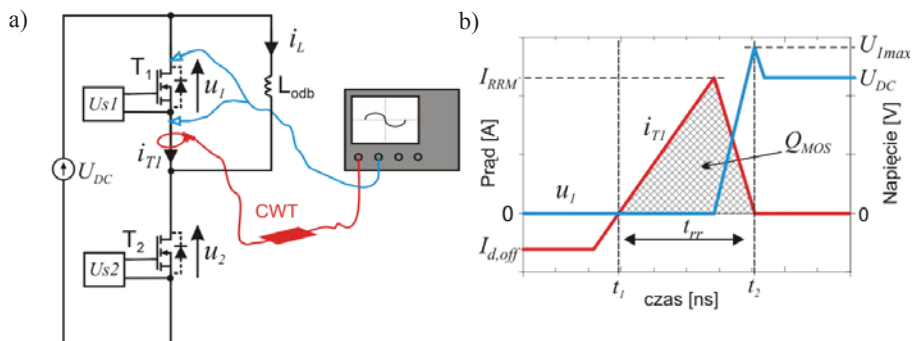 a)
T1
Us1
u1
iL
Lodb
iT1
UDC
CWT
T2
Us2
u2
b)
Prąd [A]
IRRM
0
Id,off
iT1
u1
QMOS
trr
t1
t2
czas [ns]
U1max
UDC
0
Napięcie [V]